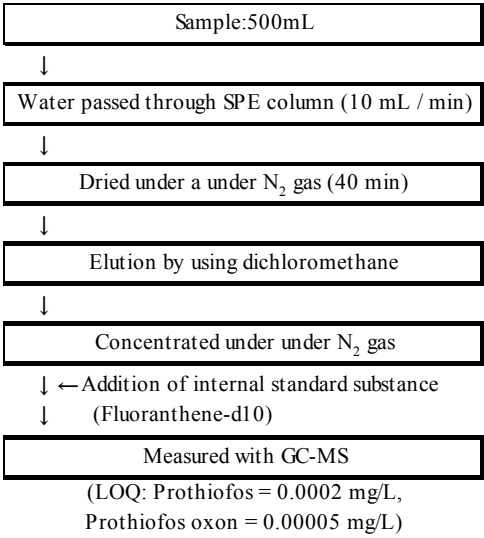 Sample:500mL
↓
Water passed through SPE column (10 mL / min)
↓
Dried under a under N₂ gas (40 min)
↓
Elution by using dichloromethane
↓
Concentrated under under N₂ gas
↓ ←Addition of internal standard substance
↓ (Fluoranthene-d10)
Measured with GC-MS
(LOQ: Prothiofos = 0.0002 mg/L,
Prothiofos oxon = 0.00005 mg/L)